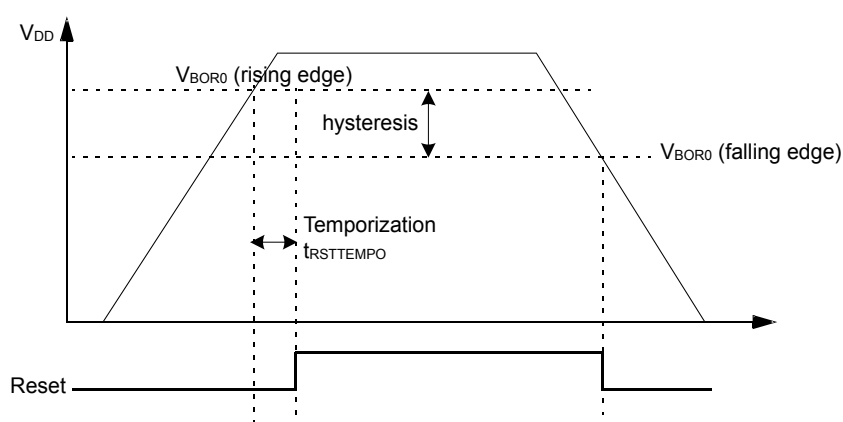 VDD
VBOR0 (rising edge)
hysteresis
VBOR0 (falling edge)
Temporization
tRSTTEMPO
Reset